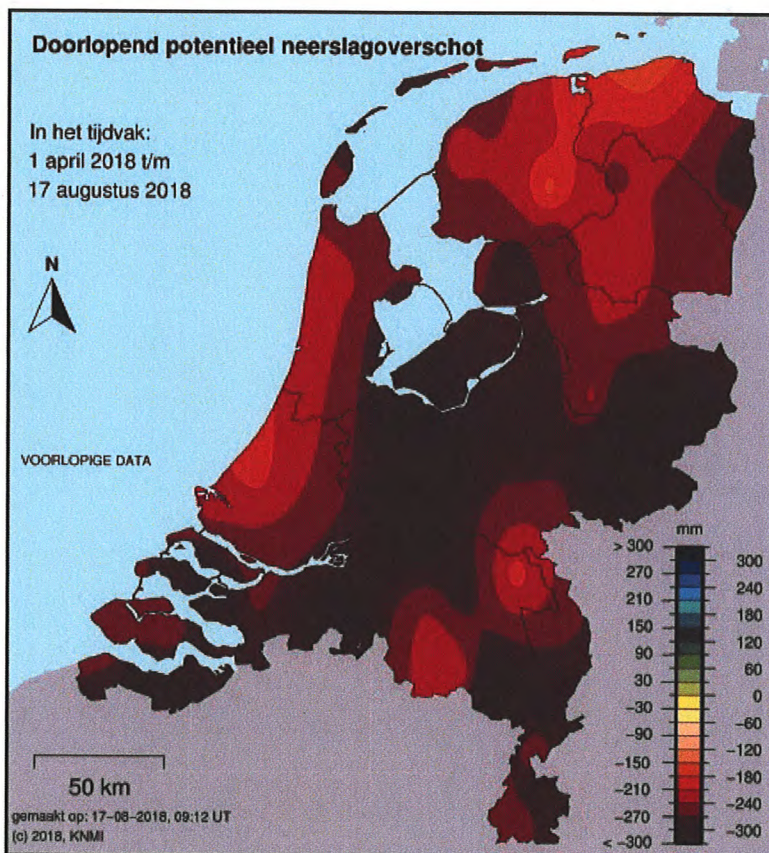 Doorlopend potentieel neerslagoverschot
In het tijdvak:
1 april 2018 t/m
17 augustus 2018
N
VOORLOPIGE DATA
mm
> 300
300
270
240
210
180
150
120
90
60
30
0
−30
−60
−90
−120
−150
−180
−210
−240
−270
−300
< −300
50 km
gemaakt op: 17−08−2018, 09:12 UT
(c) 2018, KNMI